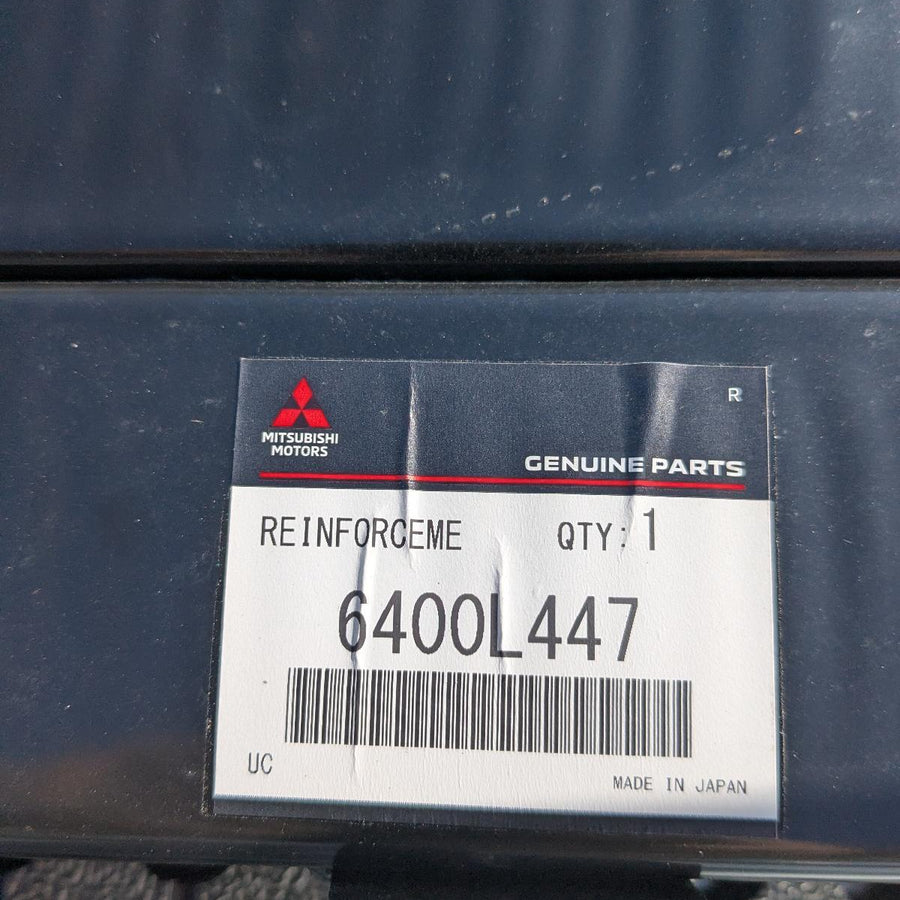 R
MITSUBISHI
MOTORS
GENUINE PARTS
REINFORCEME QTY: 1
6400L447
UC
MADE IN JAPAN